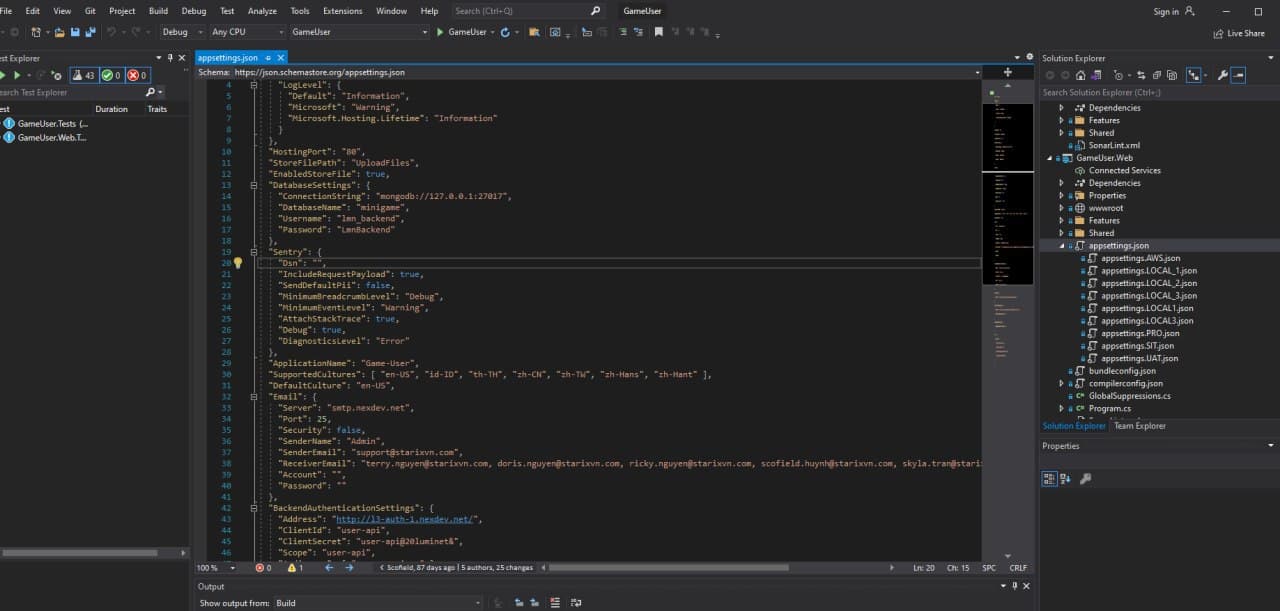 File Edit View Git Project Build Debug Test Analyze Tools Extensions Window Help Search (Ctrl+Q) GameUser Sign in
Debug Any CPU GameUser GameUser Live Share
Test Explorer
43 0 0
Search Test Explorer
Test Duration Traits
GameUser.Tests (...
GameUser.Web.T...
appsettings.json
Schema: https://json.schemastore.org/appsettings.json
4 "LogLevel": {
5 "Default": "Information",
6 "Microsoft": "Warning",
7 "Microsoft.Hosting.Lifetime": "Information"
8 }
9 },
10 "HostingPort": "80",
11 "StoreFilePath": "UploadFiles",
12 "EnabledStoreFile": true,
13 "DatabaseSettings": {
14 "ConnectionString": "mongodb://127.0.0.1:27017",
15 "DatabaseName": "minigame",
16 "Username": "lmn_backend",
17 "Password": "LmnBackend"
18 },
19 "Sentry": {
20 "Dsn": "",
21 "IncludeRequestPayload": true,
22 "SendDefaultPii": false,
23 "MinimumBreadcrumbLevel": "Debug",
24 "MinimumEventLevel": "Warning",
25 "AttachStackTrace": true,
26 "Debug": true,
27 "DiagnosticsLevel": "Error"
28 },
29 "ApplicationName": "Game-User",
30 "SupportedCultures": [ "en-US", "id-ID", "th-TH", "zh-CN", "zh-TW", "zh-Hans", "zh-Hant" ],
31 "DefaultCulture": "en-US",
32 "Email": {
33 "Server": "smtp.nexdev.net",
34 "Port": 25,
35 "Security": false,
36 "SenderName": "Admin",
37 "SenderEmail": "support@starixvn.com",
38 "ReceiverEmail": "terry.nguyen@starixvn.com, doris.nguyen@starixvn.com, ricky.nguyen@starixvn.com, scofield.huynh@starixvn.com, skyla.tran@starix
39 "Account": "",
40 "Password": ""
41 },
42 "BackendAuthenticationSettings": {
43 "Address": "http://l3-auth-1.nexdev.net/",
44 "ClientId": "user-api",
45 "ClientSecret": "user-api@20luminet&",
46 "Scope": "user-api",
100 % 0 1 Scofield, 87 days ago | 5 authors, 25 changes Ln: 20 Ch: 15 SPC CRLF
Output
Show output from: Build
Solution Explorer
Search Solution Explorer (Ctrl+;)
Dependencies
Features
Shared
SonarLint.xml
GameUser.Web
Connected Services
Dependencies
Properties
wwwroot
Features
Shared
appsettings.json
appsettings.AWS.json
appsettings.LOCAL_1.json
appsettings.LOCAL_2.json
appsettings.LOCAL_3.json
appsettings.LOCAL1.json
appsettings.LOCAL3.json
appsettings.PRO.json
appsettings.SIT.json
appsettings.UAT.json
bundleconfig.json
compilerconfig.json
GlobalSuppressions.cs
Program.cs
Solution Explorer Team Explorer
Properties